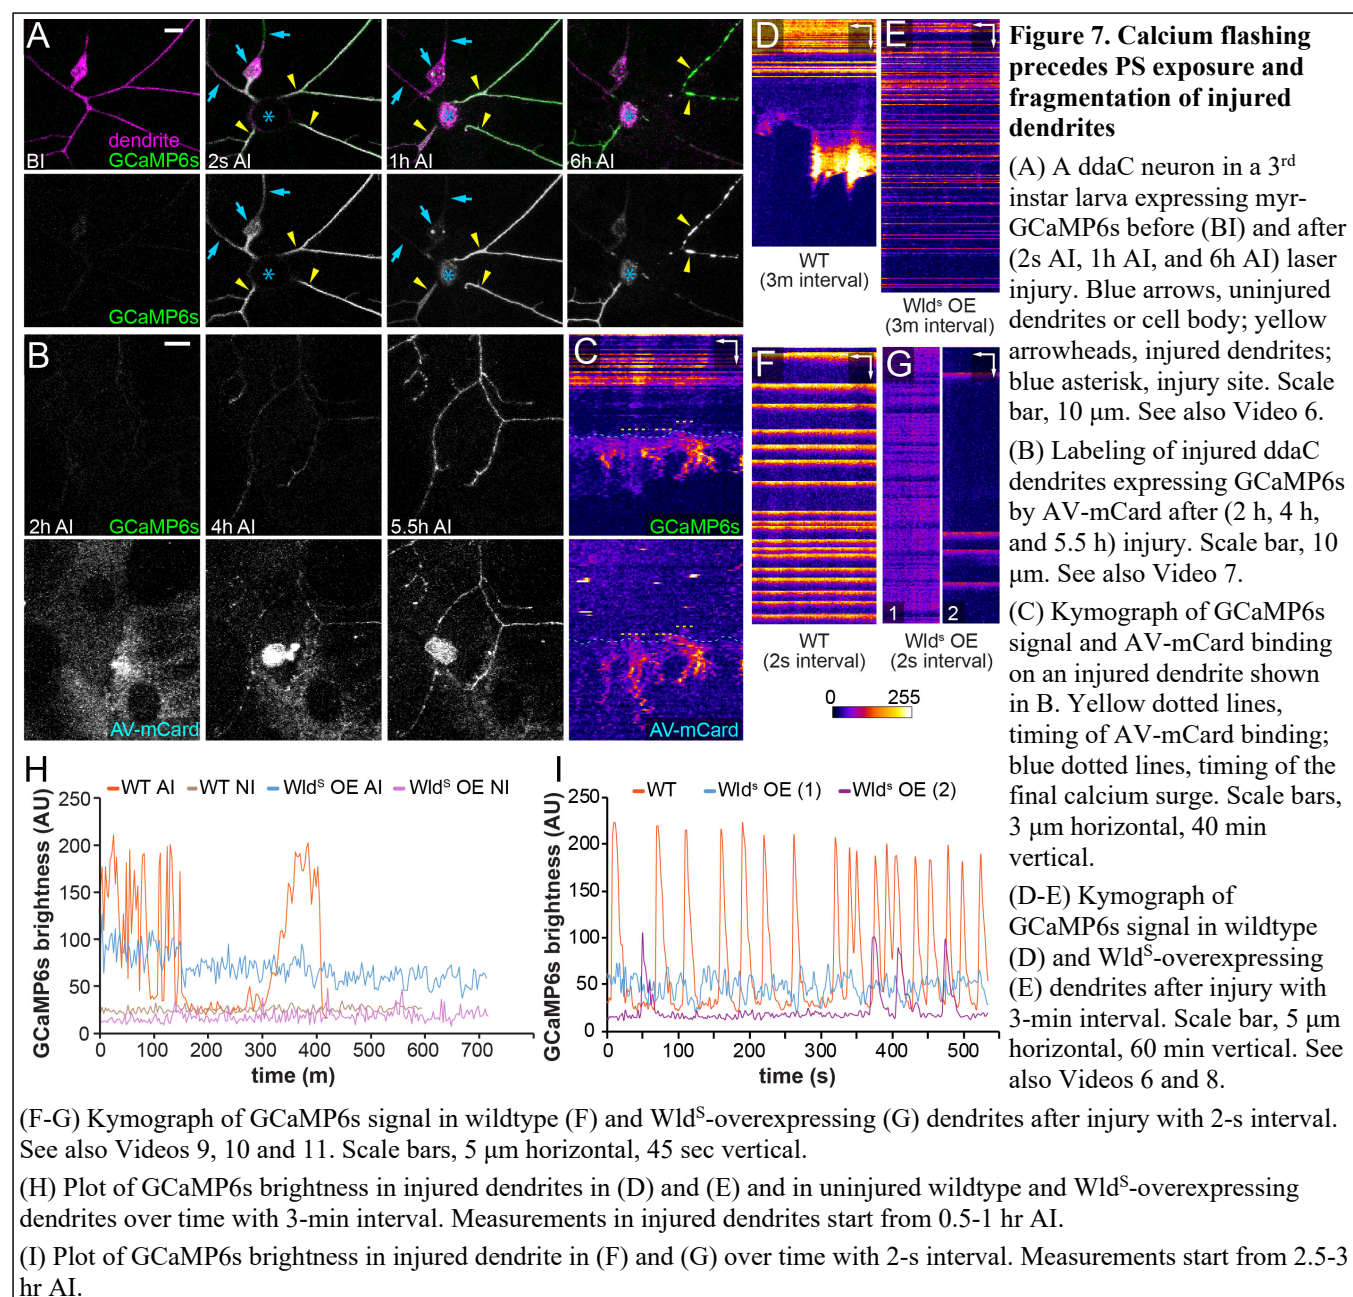 A
dendrite
GCaMP6s
BI
2s AI
1h AI
6h AI
*
*
*
GCaMP6s
*
*
*
B
2h AI
GCaMP6s
4h AI
5.5h AI
C
GCaMP6s
AV-mCard
AV-mCard
D
WT
(3m interval)
E
Wldˢ OE
(3m interval)
F
WT
(2s interval)
G
1
2
Wldˢ OE
(2s interval)
0 255
H
WT AI WT NI Wldˢ OE AI Wldˢ OE NI
GCaMP6s brightness (AU)
250
200
150
100
50
0
0 100 200 300 400 500 600 700
time (m)
I
WT Wldˢ OE (1) Wldˢ OE (2)
GCaMP6s brightness (AU)
250
200
150
100
50
0
0 100 200 300 400 500
time (s)
Figure 7. Calcium flashing
precedes PS exposure and
fragmentation of injured
dendrites
(A) A ddaC neuron in a 3ʳᵈ
instar larva expressing myr-
GCaMP6s before (BI) and after
(2s AI, 1h AI, and 6h AI) laser
injury. Blue arrows, uninjured
dendrites or cell body; yellow
arrowheads, injured dendrites;
blue asterisk, injury site. Scale
bar, 10 μm. See also Video 6.
(B) Labeling of injured ddaC
dendrites expressing GCaMP6s
by AV-mCard after (2 h, 4 h,
and 5.5 h) injury. Scale bar, 10
μm. See also Video 7.
(C) Kymograph of GCaMP6s
signal and AV-mCard binding
on an injured dendrite shown
in B. Yellow dotted lines,
timing of AV-mCard binding;
blue dotted lines, timing of the
final calcium surge. Scale bars,
3 μm horizontal, 40 min
vertical.
(D-E) Kymograph of
GCaMP6s signal in wildtype
(D) and Wldˢ-overexpressing
(E) dendrites after injury with
3-min interval. Scale bar, 5 μm
horizontal, 60 min vertical. See
also Videos 6 and 8.
(F-G) Kymograph of GCaMP6s signal in wildtype (F) and Wldˢ-overexpressing (G) dendrites after injury with 2-s interval.
See also Videos 9, 10 and 11. Scale bars, 5 μm horizontal, 45 sec vertical.
(H) Plot of GCaMP6s brightness in injured dendrites in (D) and (E) and in uninjured wildtype and Wldˢ-overexpressing
dendrites over time with 3-min interval. Measurements in injured dendrites start from 0.5-1 hr AI.
(I) Plot of GCaMP6s brightness in injured dendrite in (F) and (G) over time with 2-s interval. Measurements start from 2.5-3
hr AI.